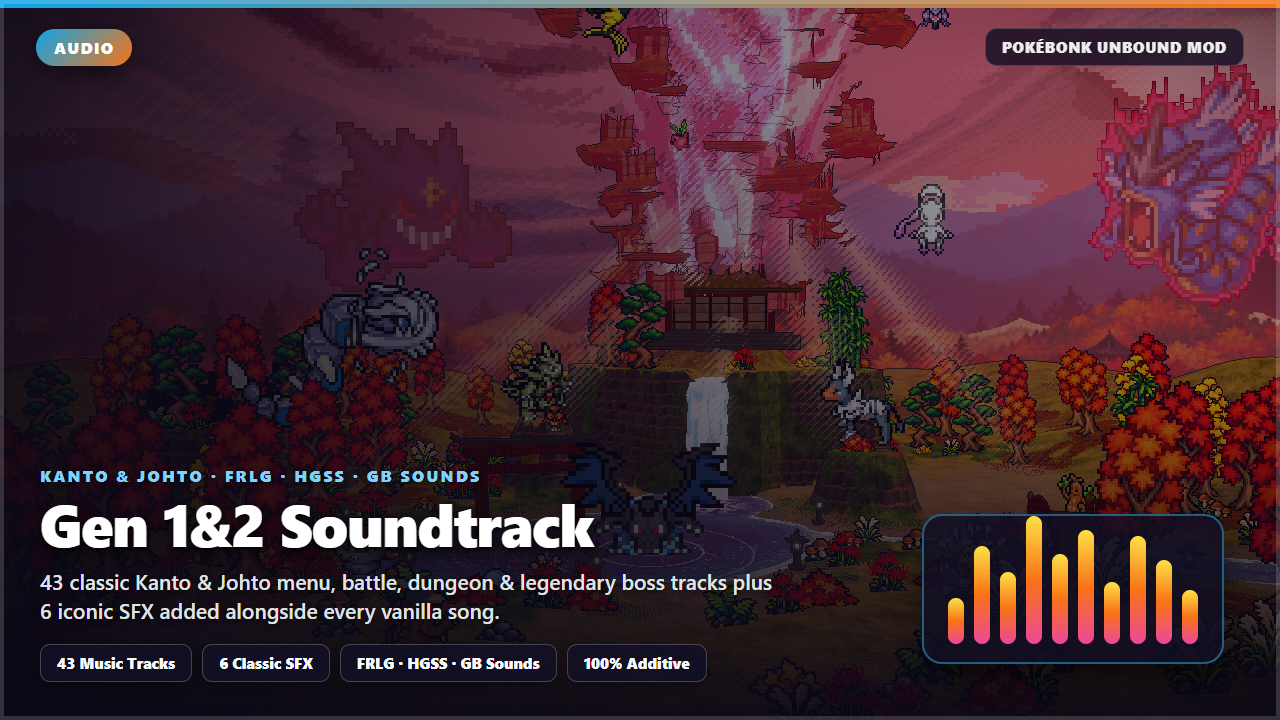 AUDIO
POKÉBONK UNBOUND MOD
KANTO & JOHTO · FRLG · HGSS · GB SOUNDS
Gen 1&2 Soundtrack
43 classic Kanto & Johto menu, battle, dungeon & legendary boss tracks plus
6 iconic SFX added alongside every vanilla song.
43 Music Tracks
6 Classic SFX
FRLG · HGSS · GB Sounds
100% Additive